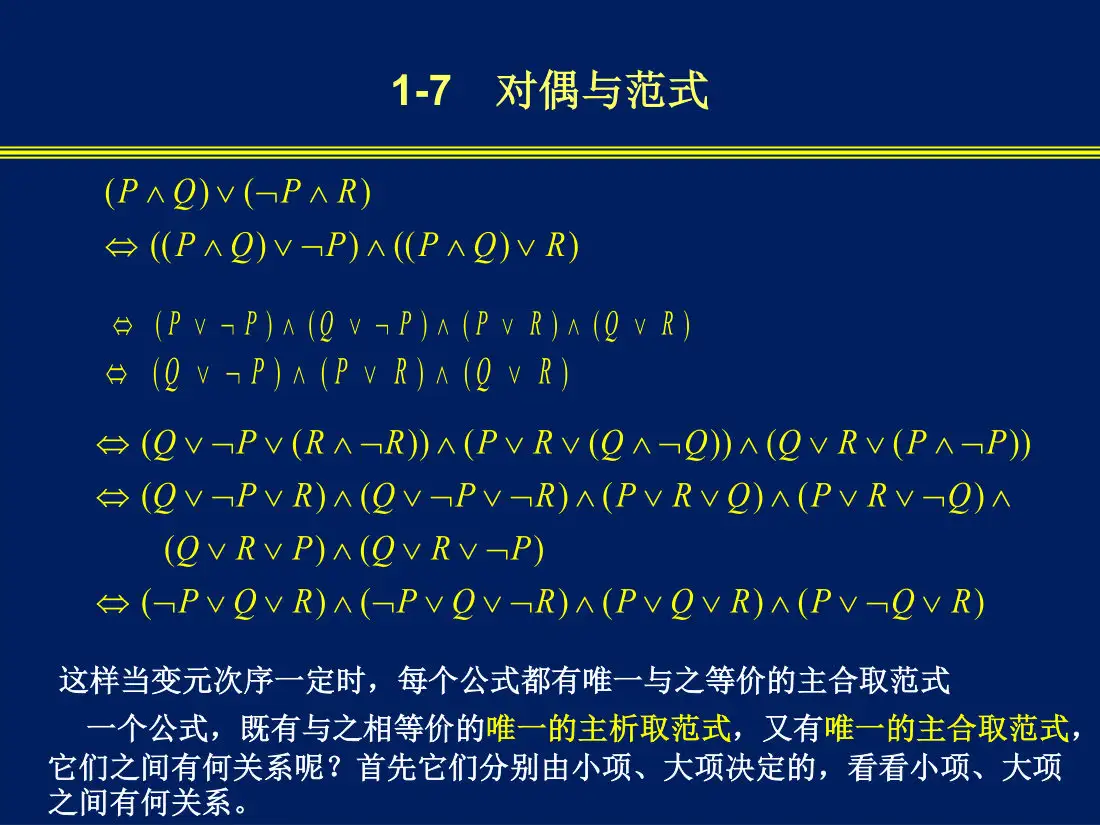 1-7 对偶与范式
(P ∧ Q) ∨ (¬P ∧ R)
⇔ ((P ∧ Q) ∨ ¬P) ∧ ((P ∧ Q) ∨ R)
⇔ (P ∨ ¬P) ∧ (Q ∨ ¬P) ∧ (P ∨ R) ∧ (Q ∨ R)
⇔ (Q ∨ ¬P) ∧ (P ∨ R) ∧ (Q ∨ R)
⇔ (Q ∨ ¬P ∨ (R ∧ ¬R)) ∧ (P ∨ R ∨ (Q ∧ ¬Q)) ∧ (Q ∨ R ∨ (P ∧ ¬P))
⇔ (Q ∨ ¬P ∨ R) ∧ (Q ∨ ¬P ∨ ¬R) ∧ (P ∨ R ∨ Q) ∧ (P ∨ R ∨ ¬Q) ∧
(Q ∨ R ∨ P) ∧ (Q ∨ R ∨ ¬P)
⇔ (¬P ∨ Q ∨ R) ∧ (¬P ∨ Q ∨ ¬R) ∧ (P ∨ Q ∨ R) ∧ (P ∨ ¬Q ∨ R)
这样当变元次序一定时，每个公式都有唯一与之等价的主合取范式
一个公式，既有与之相等价的唯一的主析取范式，又有唯一的主合取范式，
它们之间有何关系呢？首先它们分别由小项、大项决定的，看看小项、大项
之间有何关系。